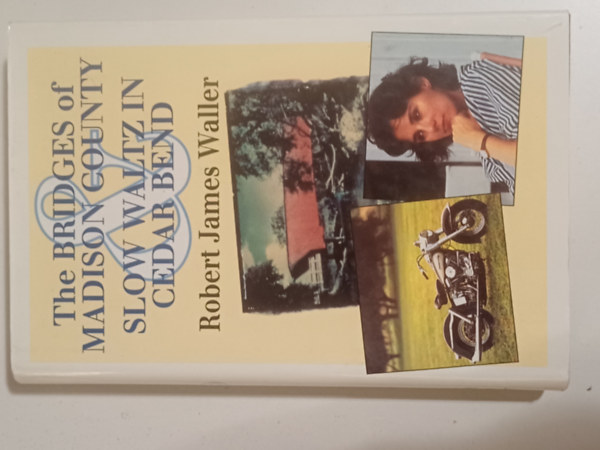 The BRIDGES of
MADISON COUNTY
&
SLOW WALTZ IN
CEDAR BEND
Robert James Waller